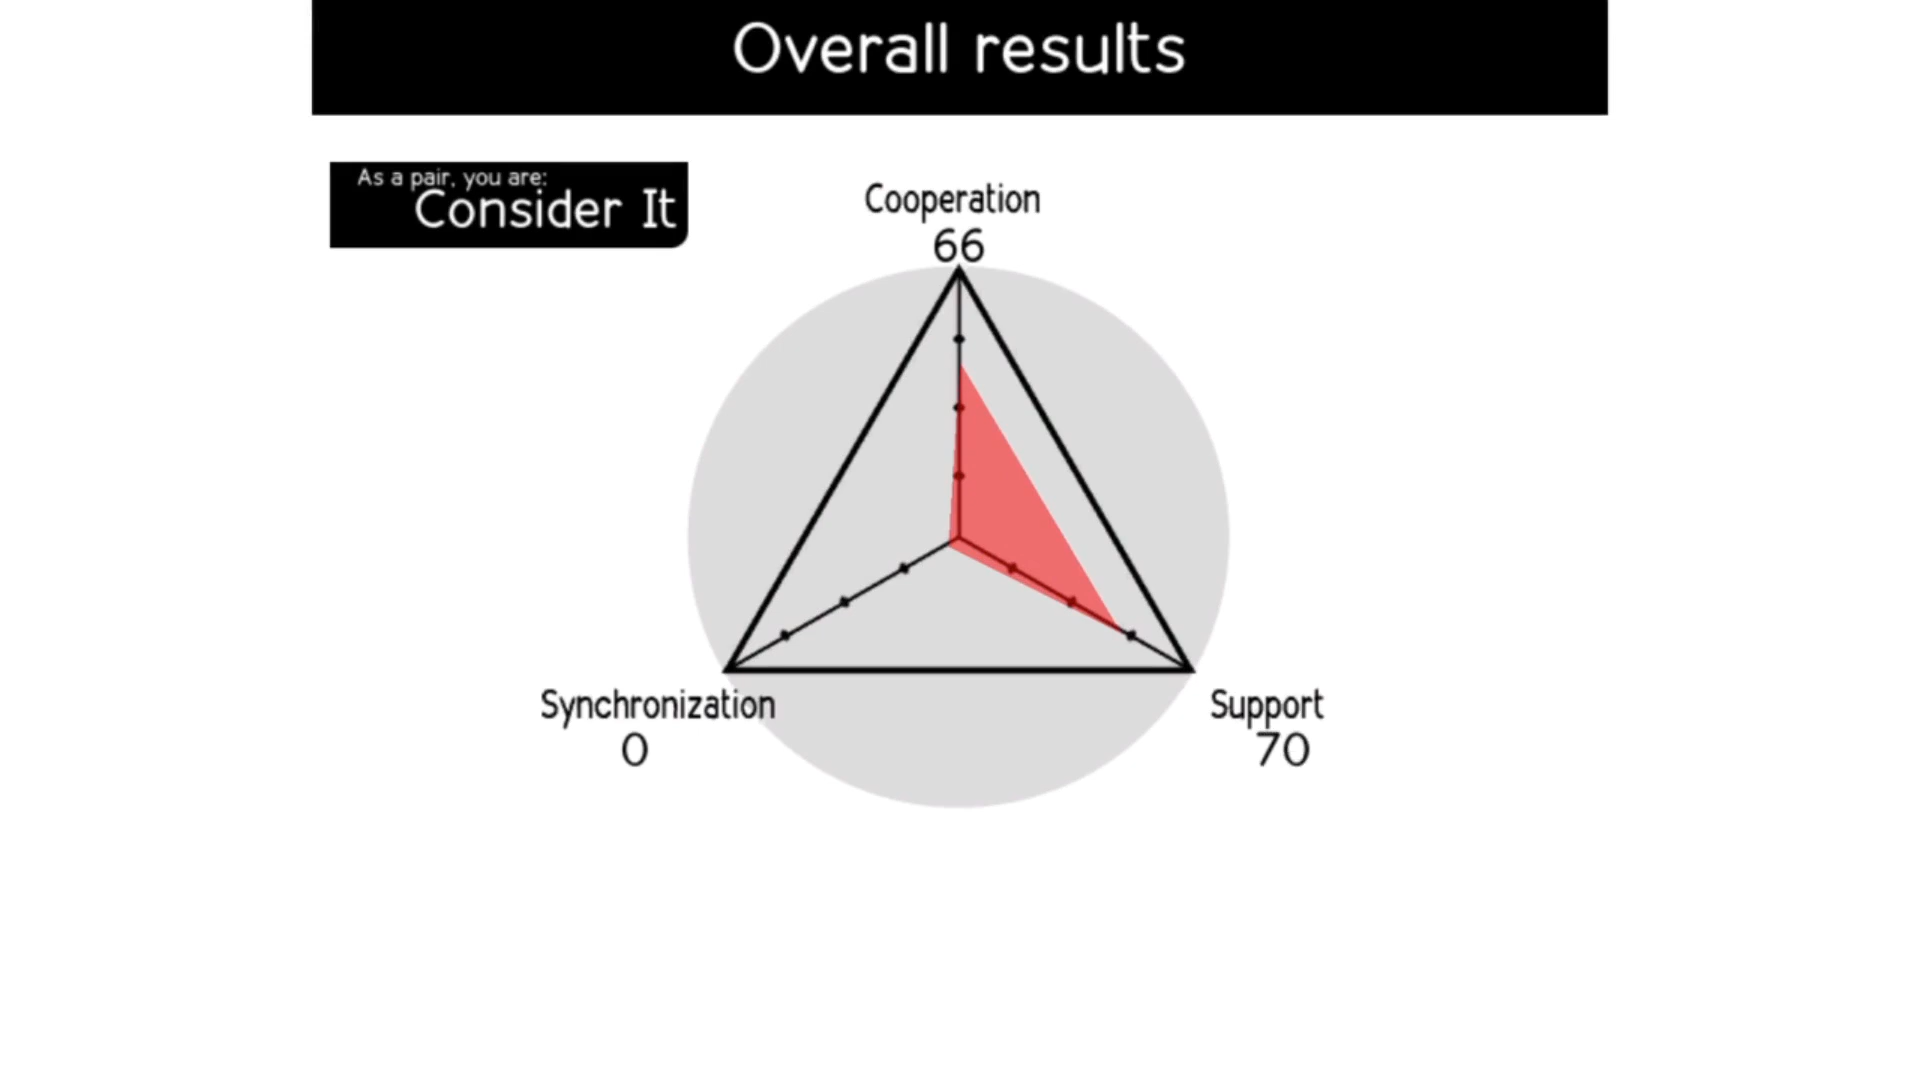 Overall results
As a pair, you are:
Consider It
Cooperation
66
Synchronization
0
Support
70